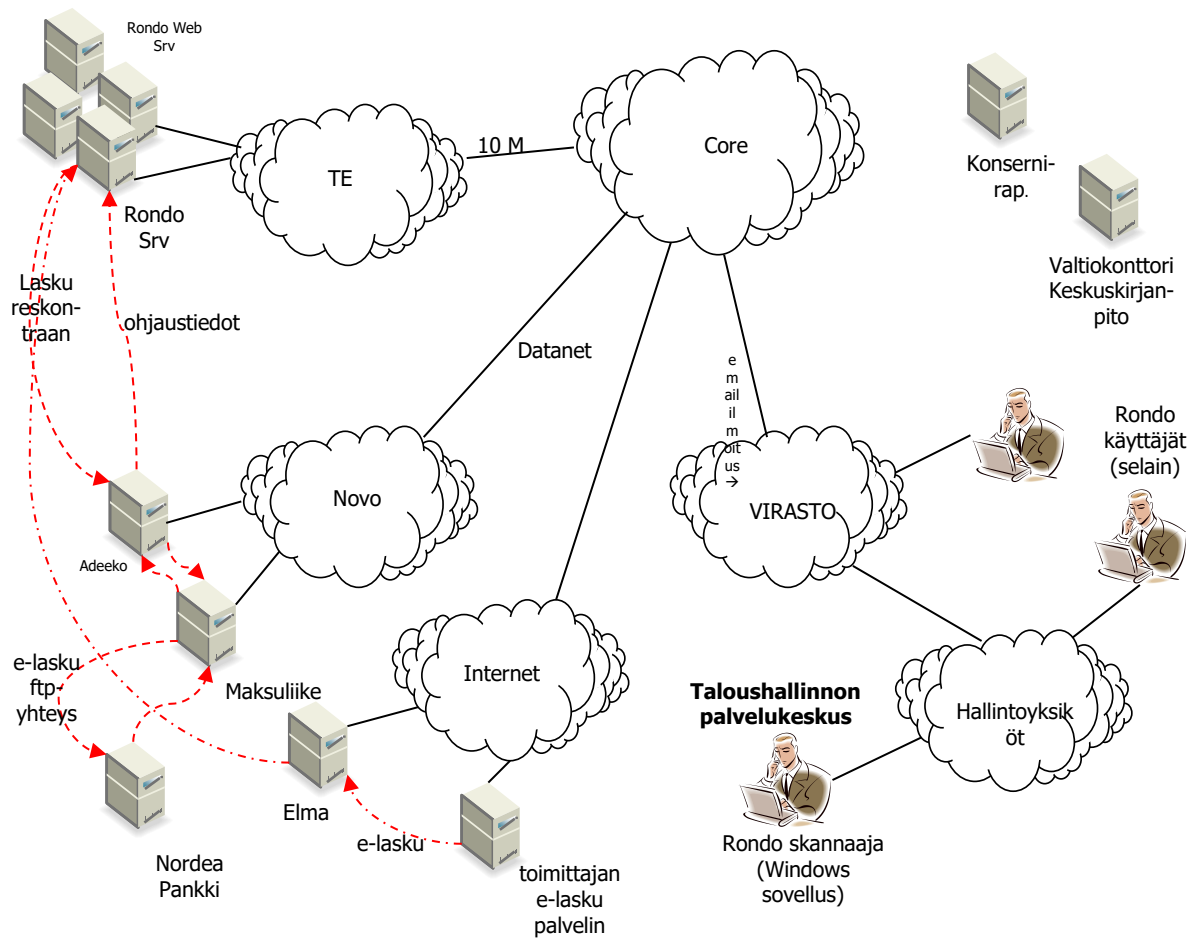 Rondo Web
Srv
10 M
Core
TE
Konserni-
rap.
Rondo
Srv
Valtiokonttori
Keskuskirjan-
pito
Lasku
reskon-
traan
ohjaustiedot
Datanet
e
m
ail
il
m
oit
us
→
Rondo
käyttäjät
(selain)
Novo
VIRASTO
Adeeko
e-lasku
ftp-
yhteys
Maksuliike
Internet
Taloushallinnon
palvelukeskus
Hallintoyksik
öt
Elma
e-lasku
Rondo skannaaja
(Windows
sovellus)
Nordea
Pankki
toimittajan
e-lasku
palvelin